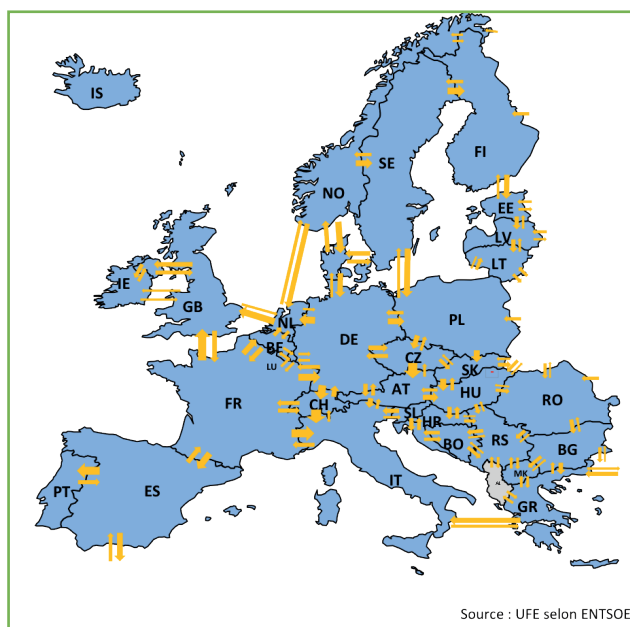 IS
FI
SE
NO
EE
LV
LT
IE
GB
NL
DE
PL
BE
LU
CZ
SK
FR
CH
AT
HU
RO
SL
HR
BO
RS
BG
MK
PT
ES
IT
GR
Source : UFE selon ENTSOE